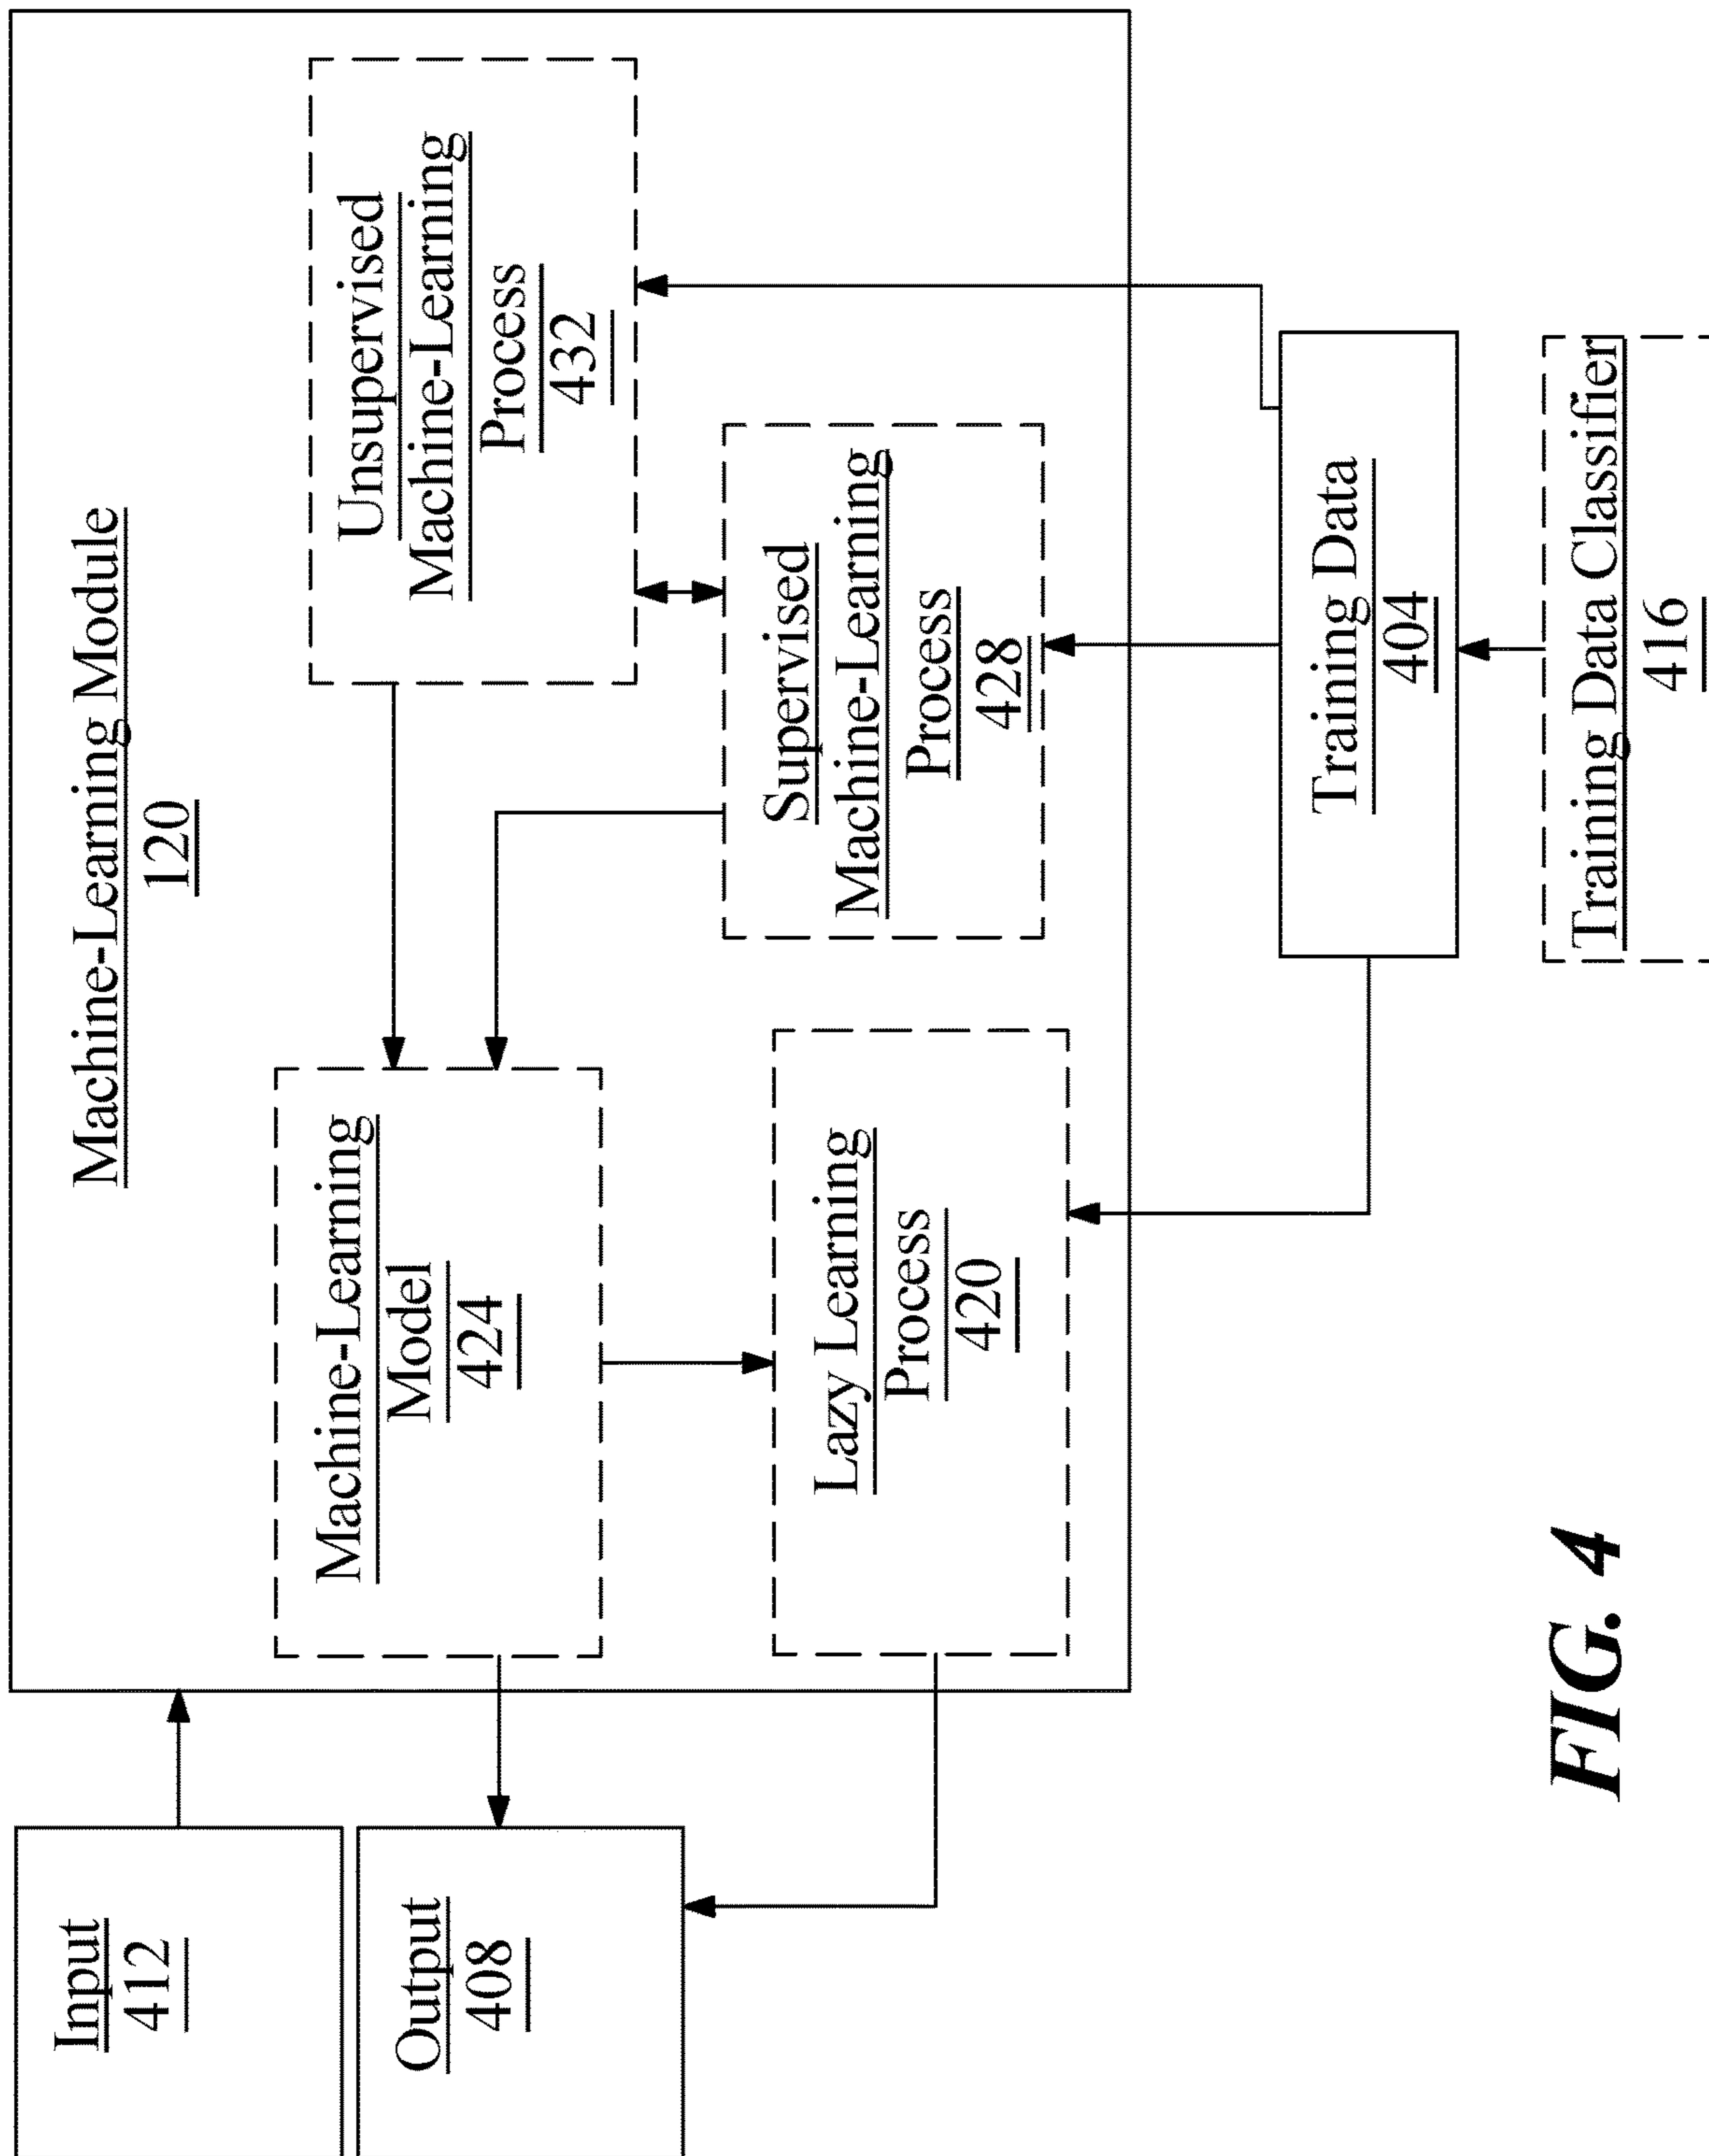 Machine-Learning Module
120
Input
412
Output
408
Machine-Learning
Model
424
Unsupervised
Machine-Learning
Process
432
Supervised
Machine-Learning
Process
428
Lazy Learning
Process
420
Training Data
404
Training Data Classifier
416
FIG. 4